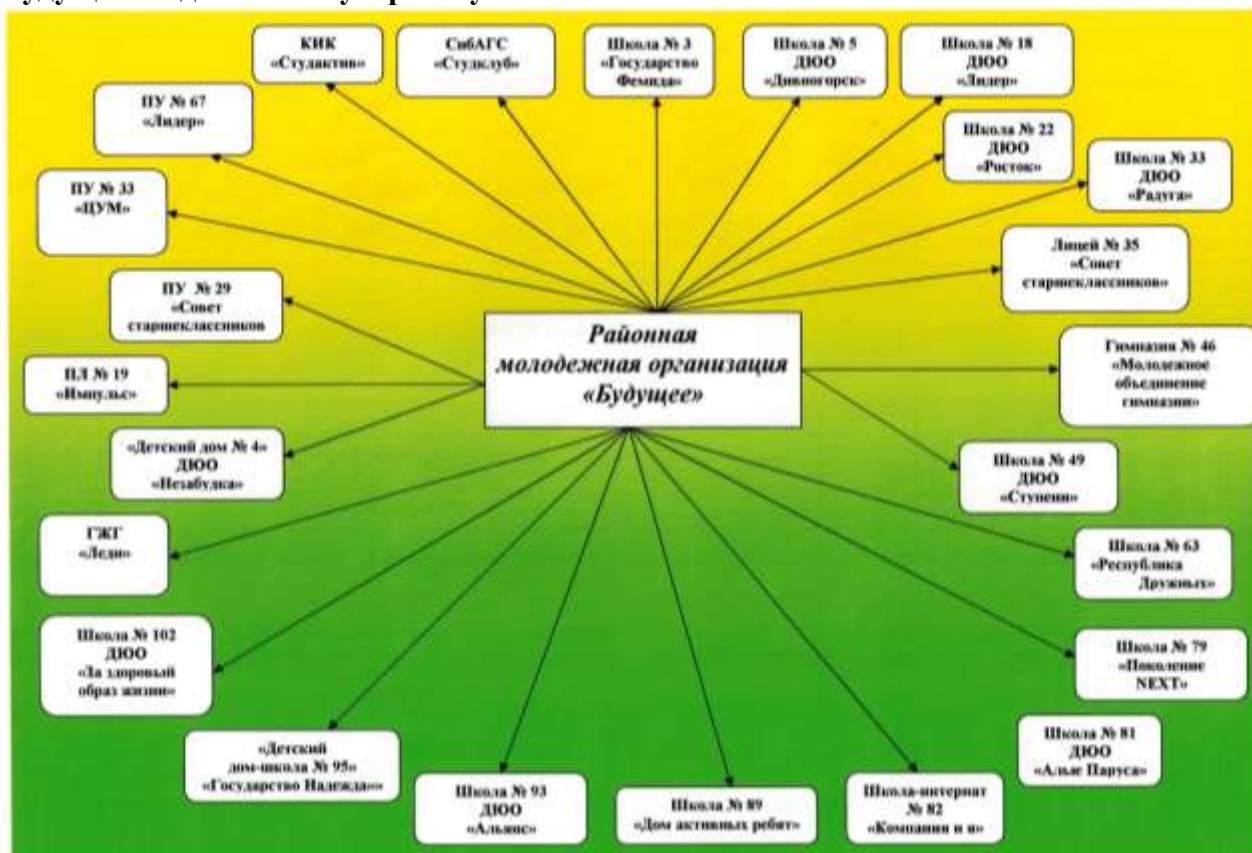 КИК
«Студактив»
СибАГС
«Студклуб»
Школа № 3
«Государство
Фемида»
Школа № 5
ДЮО
«Дивногорск»
Школа № 18
ДЮО
«Лидер»
ПУ № 67
«Лидер»
Школа № 22
ДЮО
«Росток»
Школа № 33
ДЮО
«Радуга»
ПУ № 33
«ЦУМ»
Лицей № 35
«Совет
старшеклассников»
ПУ № 29
«Совет
старшеклассников
Районная
молодежная организация
«Будущее»
Гимназия № 46
«Молодежное
объединение
гимназии»
ПЛ № 19
«Импульс»
«Детский дом № 4»
ДЮО
«Незабудка»
Школа № 49
ДЮО
«Ступени»
ГЖГ
«Леди»
Школа № 63
«Республика
Дружных»
Школа № 102
ДЮО
«За здоровый
образ жизни»
Школа № 79
«Поколение
NEXT»
Школа № 81
ДЮО
«Алые Паруса»
«Детский
дом-школа № 95»
«Государство Надежда»»
Школа № 93
ДЮО
«Альянс»
Школа № 89
«Дом активных ребят»
Школа-интернат
№ 82
«Компания и я»